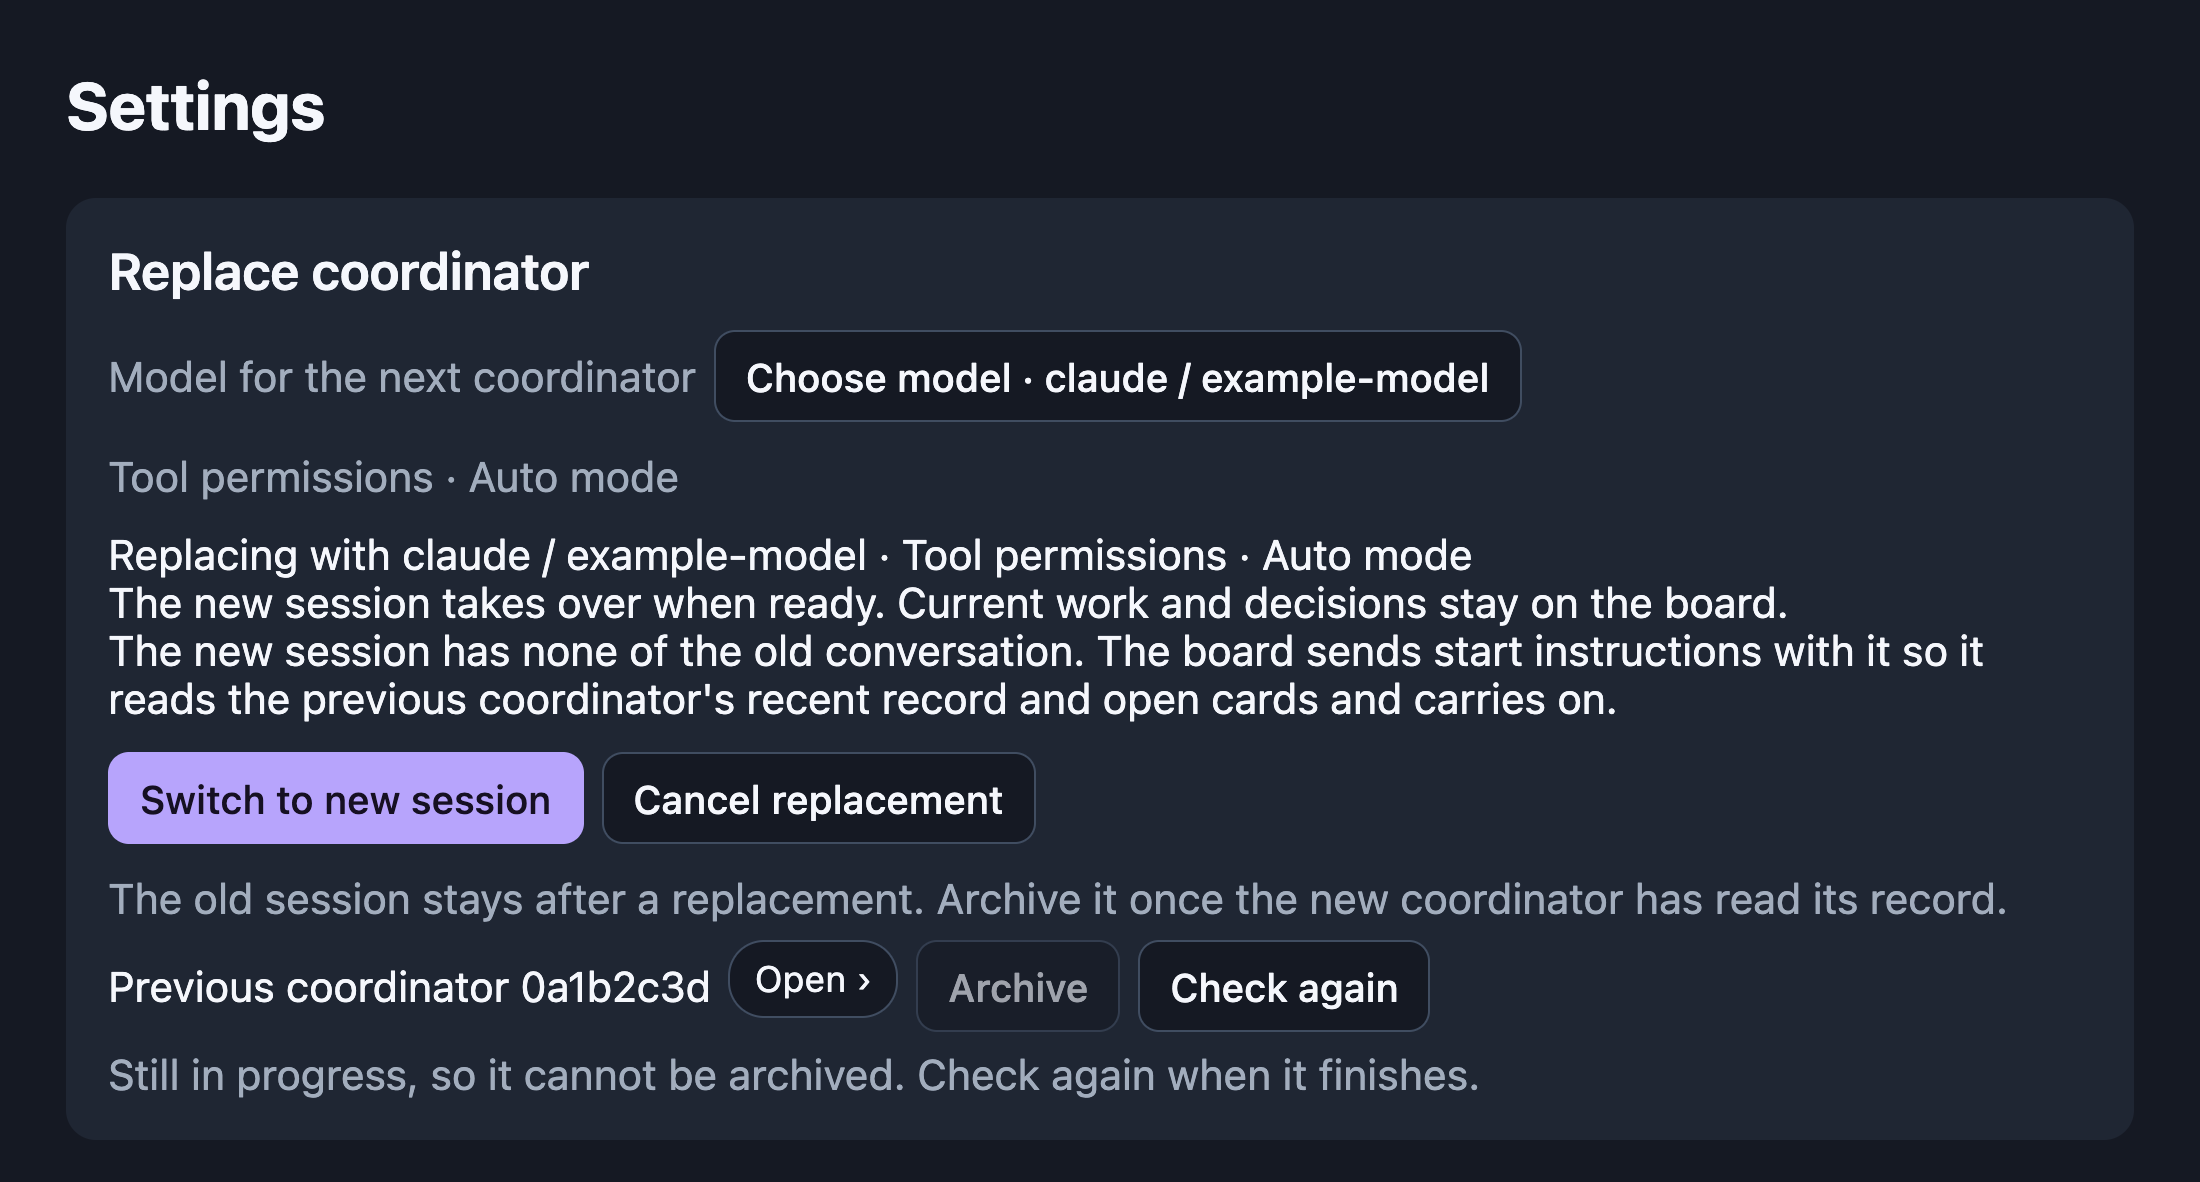 Settings
Replace coordinator
Model for the next coordinator Choose model · claude / example-model
Tool permissions · Auto mode
Replacing with claude / example-model · Tool permissions · Auto mode
The new session takes over when ready. Current work and decisions stay on the board.
The new session has none of the old conversation. The board sends start instructions with it so it
reads the previous coordinator's recent record and open cards and carries on.
Switch to new session Cancel replacement
The old session stays after a replacement. Archive it once the new coordinator has read its record.
Previous coordinator 0a1b2c3d Open › Archive Check again
Still in progress, so it cannot be archived. Check again when it finishes.